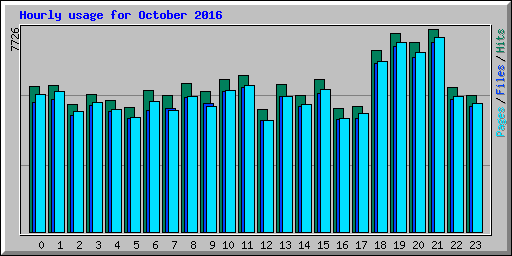 Hourly usage for October 2016
7726
Pages/Files/Hits
0 1 2 3 4 5 6 7 8 9 10 11 12 13 14 15 16 17 18 19 20 21 22 23